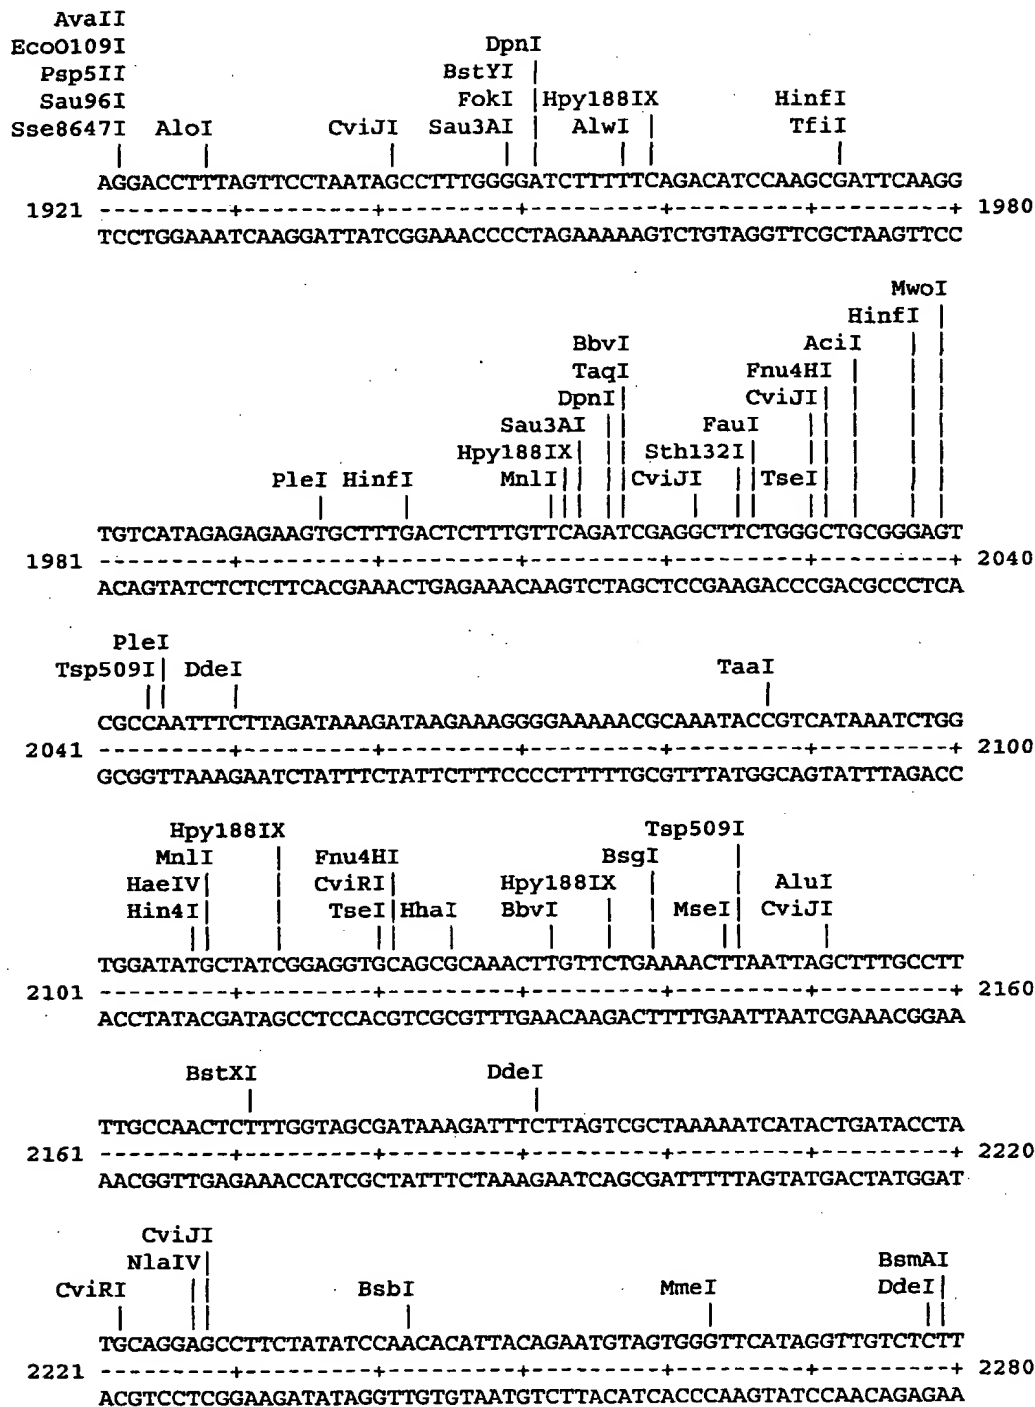 AvaII
EcoO109I DpnI
Psp5II BstYI |
Sau96I FokI |Hpy188IX HinfI
Sse8647I AloI CviJI Sau3AI | AlwI | TfiI
AGGACCTTTAGTTCCTAATAGCCTTTGGGGATCTTTTTCAGACATCCAAGCGATTCAAGG
1921 ---------+---------+---------+---------+---------+---------+ 1980
TCCTGGAAATCAAGGATTATCGGAAACCCCTAGAAAAAGTCTGTAGGTTCGCTAAGTTCC
MwoI
HinfI |
BbvI AciI | |
TaqI Fnu4HI | | |
DpnI| CviJI| | | |
Sau3AI || FauI || | | |
Hpy188IX| || Sth132I| || | | |
PleI HinfI MnlI|| || CviJI || TseI|| | | |
TGTCATAGAGAGAAGTGCTTTGACTCTTTGTTCAGATCGAGGCTTCTGGGCTGCGGGAGT
1981 ---------+---------+---------+---------+---------+---------+ 2040
ACAGTATCTCTCTTCACGAAACTGAGAAACAAGTCTAGCTCCGAAGACCCGACGCCCTCA
PleI
Tsp509I| DdeI TaaI
CGCCAATTTCTTAGATAAAGATAAGAAAGGGGAAAAACGCAAATACCGTCATAAATCTGG
2041 ---------+---------+---------+---------+---------+---------+ 2100
GCGGTTAAAGAATCTATTTCTATTCTTTCCCCTTTTTGCGTTTATGGCAGTATTTAGACC
Hpy188IX Tsp509I
MnlI | Fnu4HI BsgI |
HaeIV| | CviRI| Hpy188IX | | AluI
Hin4I| | TseI|HhaI BbvI | | MseI| CviJI
TGGATATGCTATCGGAGGTGCAGCGCAAACTTGTTCTGAAAACTTAATTAGCTTTGCCTT
2101 ---------+---------+---------+---------+---------+---------+ 2160
ACCTATACGATAGCCTCCACGTCGCGTTTGAACAAGACTTTTGAATTAATCGAAACGGAA
BstXI DdeI
TTGCCAACTCTTTGGTAGCGATAAAGATTTCTTAGTCGCTAAAAATCATACTGATACCTA
2161 ---------+---------+---------+---------+---------+---------+ 2220
AACGGTTGAGAAACCATCGCTATTTCTAAAGAATCAGCGATTTTTAGTATGACTATGGAT
CviJI
NlaIV| BsmAI
CviRI || BsbI MmeI DdeI|
TGCAGGAGCCTTCTATATCCAACACATTACAGAATGTAGTGGGTTCATAGGTTGTCTCTT
2221 ---------+---------+---------+---------+---------+---------+ 2280
ACGTCCTCGGAAGATATAGGTTGTGTAATGTCTTACATCACCCAAGTATCCAACAGAGAA